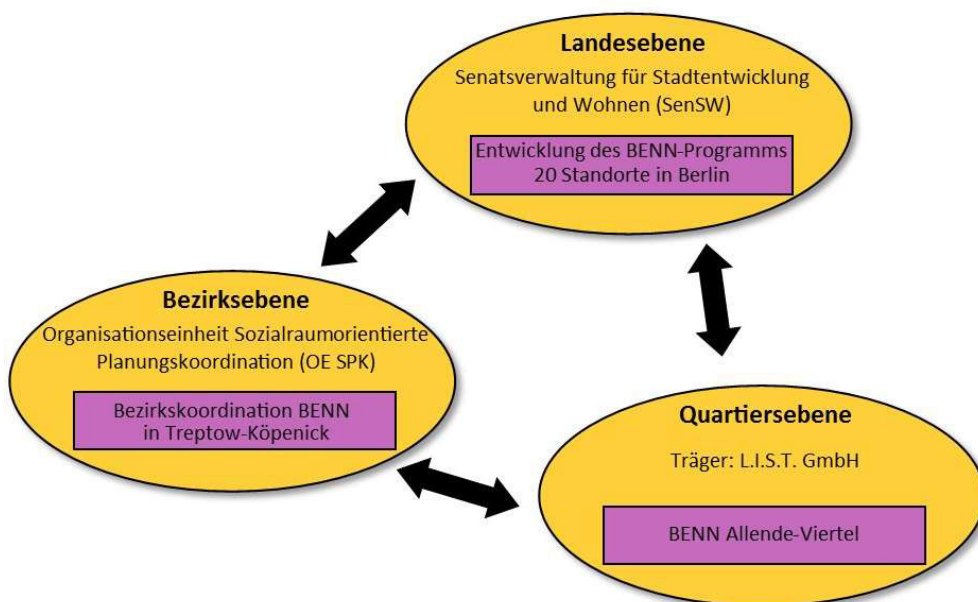 Landesebene
Senatsverwaltung für Stadtentwicklung
und Wohnen (SenSW)
Entwicklung des BENN-Programms
20 Standorte in Berlin
Bezirksebene
Organisationseinheit Sozialraumorientierte
Planungskoordination (OE SPK)
Bezirkskoordination BENN
in Treptow-Köpenick
Quartiersebene
Träger: L.I.S.T. GmbH
BENN Allende-Viertel